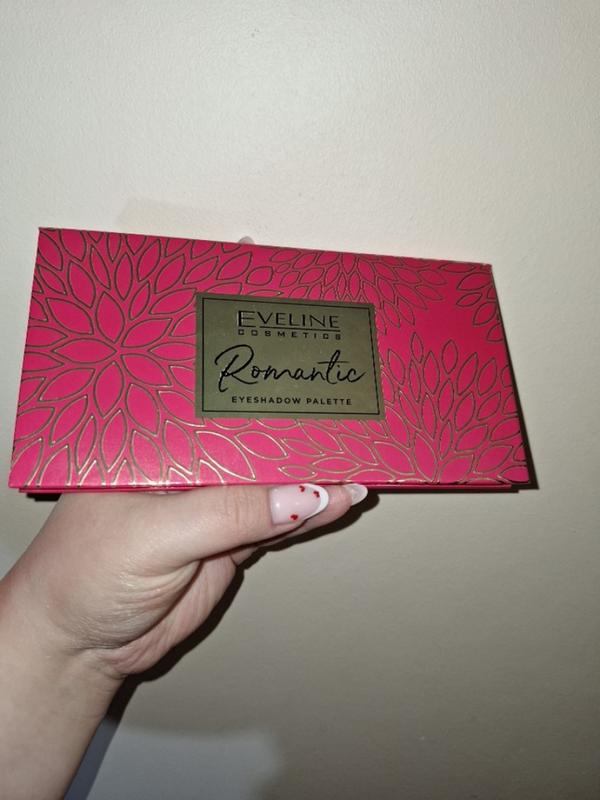 EVELINE
COSMETICS
Romantic
EYESHADOW PALETTE